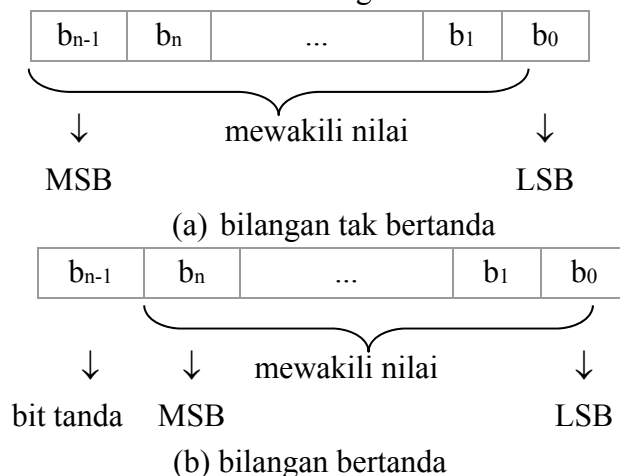 bₙ₋₁ bₙ ... b₁ b₀
mewakili nilai
↓ ↓
MSB LSB
(a) bilangan tak bertanda
bₙ₋₁ bₙ ... b₁ b₀
mewakili nilai
↓ ↓ ↓
bit tanda MSB LSB
(b) bilangan bertanda